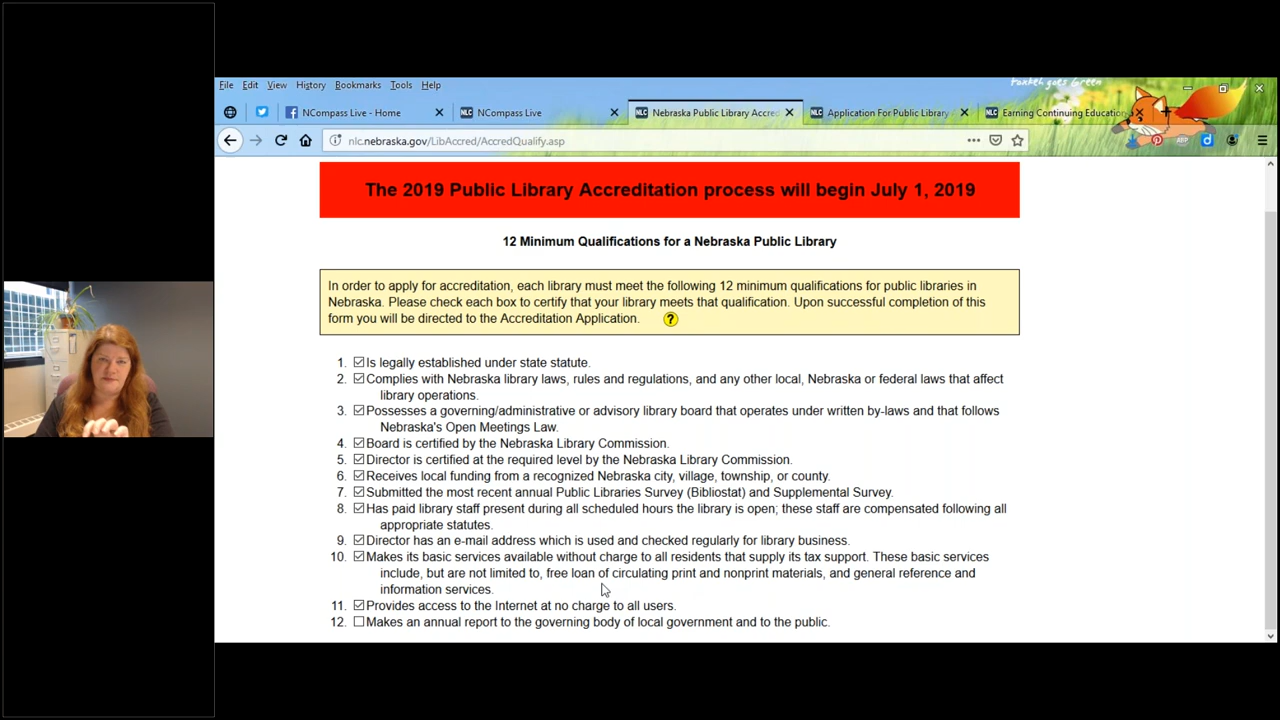 foxkeh goes Green
File Edit View History Bookmarks Tools Help
NCompass Live - Home
NLC NCompass Live
NLC Nebraska Public Library Accred
NLC Application For Public Library
NLC Earning Continuing Education
nlc.nebraska.gov/LibAccred/AccredQualify.asp
The 2019 Public Library Accreditation process will begin July 1, 2019
12 Minimum Qualifications for a Nebraska Public Library
In order to apply for accreditation, each library must meet the following 12 minimum qualifications for public libraries in
Nebraska. Please check each box to certify that your library meets that qualification. Upon successful completion of this
form you will be directed to the Accreditation Application. ?
1. Is legally established under state statute.
2. Complies with Nebraska library laws, rules and regulations, and any other local, Nebraska or federal laws that affect
library operations.
3. Possesses a governing/administrative or advisory library board that operates under written by-laws and that follows
Nebraska's Open Meetings Law.
4. Board is certified by the Nebraska Library Commission.
5. Director is certified at the required level by the Nebraska Library Commission.
6. Receives local funding from a recognized Nebraska city, village, township, or county.
7. Submitted the most recent annual Public Libraries Survey (Bibliostat) and Supplemental Survey.
8. Has paid library staff present during all scheduled hours the library is open; these staff are compensated following all
appropriate statutes.
9. Director has an e-mail address which is used and checked regularly for library business.
10. Makes its basic services available without charge to all residents that supply its tax support. These basic services
include, but are not limited to, free loan of circulating print and nonprint materials, and general reference and
information services.
11. Provides access to the Internet at no charge to all users.
12. Makes an annual report to the governing body of local government and to the public.